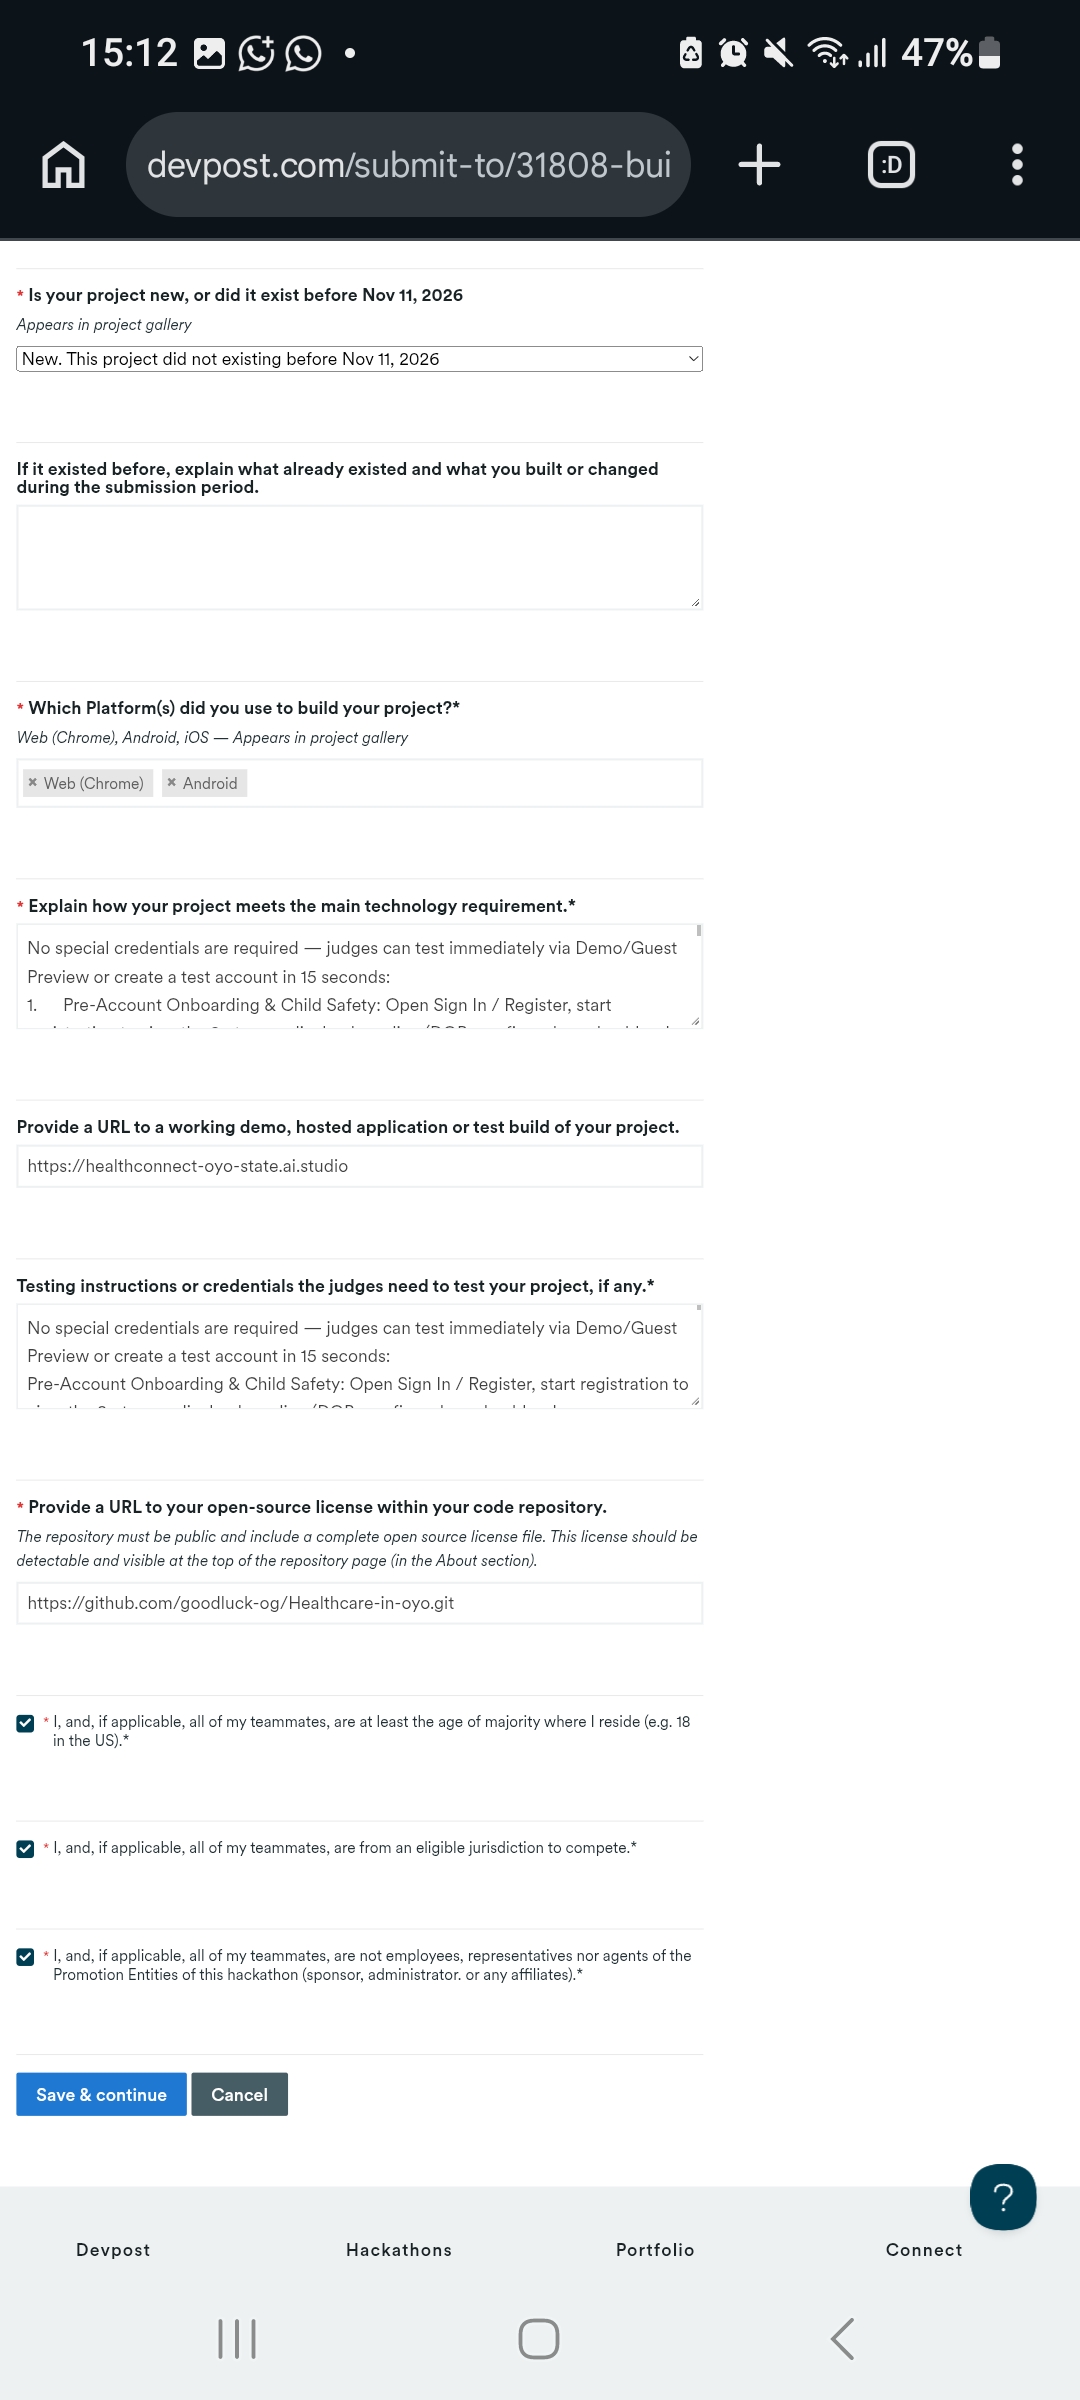 15:12
47%
devpost.com/submit-to/31808-bui
:D
* Is your project new, or did it exist before Nov 11, 2026
Appears in project gallery
New. This project did not existing before Nov 11, 2026
If it existed before, explain what already existed and what you built or changed
during the submission period.
* Which Platform(s) did you use to build your project?*
Web (Chrome), Android, iOS — Appears in project gallery
× Web (Chrome) × Android
* Explain how your project meets the main technology requirement.*
No special credentials are required — judges can test immediately via Demo/Guest
Preview or create a test account in 15 seconds:
1. Pre-Account Onboarding & Child Safety: Open Sign In / Register, start
Provide a URL to a working demo, hosted application or test build of your project.
https://healthconnect-oyo-state.ai.studio
Testing instructions or credentials the judges need to test your project, if any.*
No special credentials are required — judges can test immediately via Demo/Guest
Preview or create a test account in 15 seconds:
Pre-Account Onboarding & Child Safety: Open Sign In / Register, start registration to
* Provide a URL to your open-source license within your code repository.
The repository must be public and include a complete open source license file. This license should be
detectable and visible at the top of the repository page (in the About section).
https://github.com/goodluck-og/Healthcare-in-oyo.git
* I, and, if applicable, all of my teammates, are at least the age of majority where I reside (e.g. 18
in the US).*
* I, and, if applicable, all of my teammates, are from an eligible jurisdiction to compete.*
* I, and, if applicable, all of my teammates, are not employees, representatives nor agents of the
Promotion Entities of this hackathon (sponsor, administrator. or any affiliates).*
Save & continue Cancel
?
Devpost Hackathons Portfolio Connect